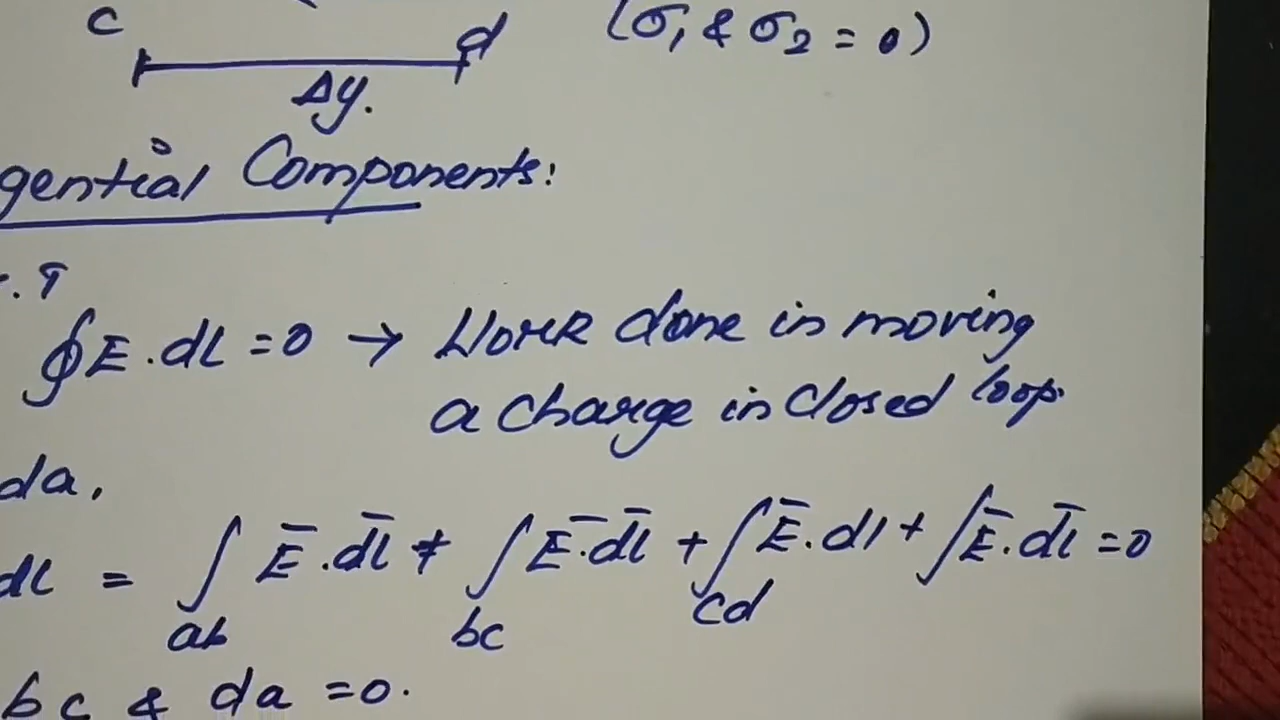 c d (σ₁ & σ₂ = 0)
Δy.
gential Components:
∮E.dl = 0 → Work done in moving
a charge in closed loop.
da,
dl = ∫ab E̅.dl̅ + ∫bc E̅.dl̅ + ∫cd E̅.dl + ∫E̅.dl̅ = 0
bc & da = 0.